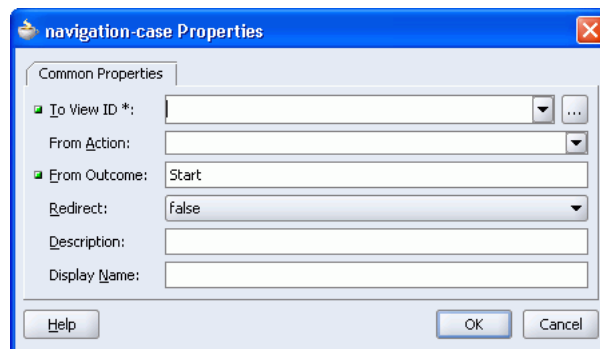 navigation-case Properties
Common Properties
To View ID *:
...
From Action:
From Outcome: Start
Redirect: false
Description:
Display Name:
Help OK Cancel